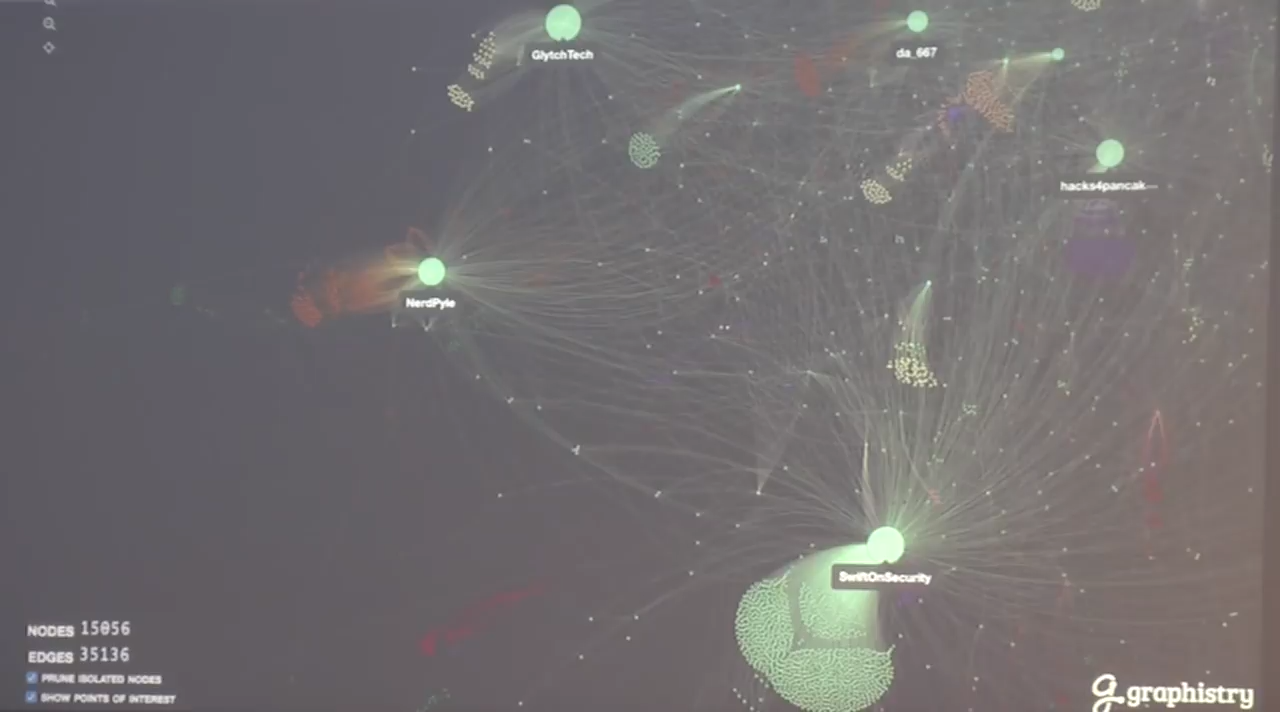 GlytchTech
da_667
hacks4pancak...
NerdPyle
SwiftOnSecurity
NODES 15056
EDGES 35136
PRUNE ISOLATED NODES
SHOW POINTS OF INTEREST
graphistry